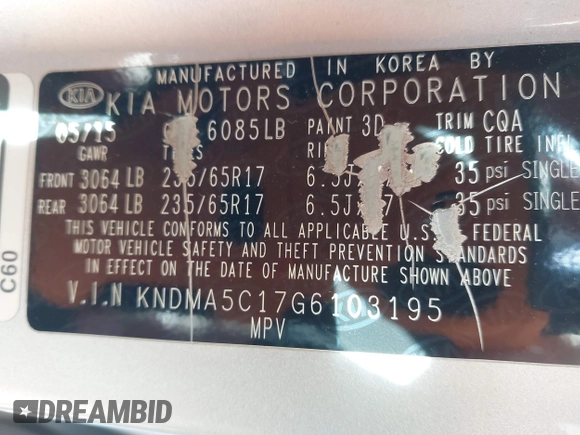 MANUFACTURED IN KOREA BY
KIA KIA MOTORS CORPORATION
05/15 6085LB PAINT 3D TRIM CQA
GAWR COLD TIRE INFL
FRONT 3064 LB 235/65R17 6.5J 35 psi SINGLE
REAR 3064 LB 235/65R17 6.5J 35 psi SINGLE
THIS VEHICLE CONFORMS TO ALL APPLICABLE FEDERAL
MOTOR VEHICLE SAFETY AND THEFT PREVENTION STANDARDS
IN EFFECT ON THE DATE OF MANUFACTURE SHOWN ABOVE
V.I.N KNDMA5C17G6103195
MPV
C60
DREAMBID